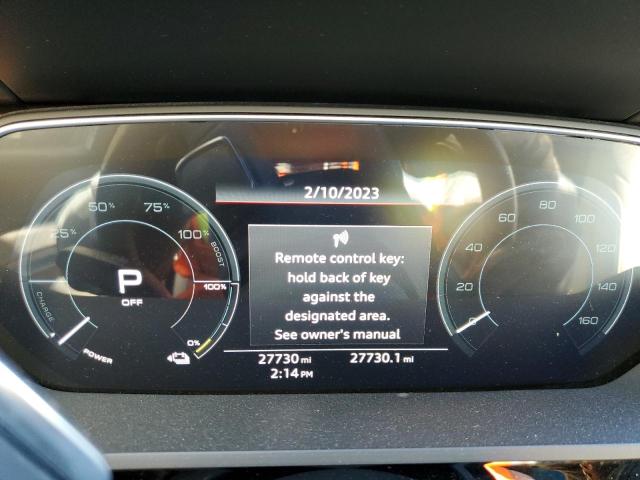 2/10/2023
50%
75%
25%
100%
BOOST
P
OFF
100%
CHARGE
0%
POWER
Remote control key:
hold back of key
against the
designated area.
See owner's manual
27730 mi
27730.1 mi
2:14 PM
80
60
100
40
120
20
140
0
160